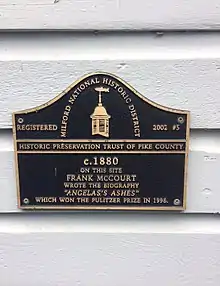 MILFORD NATIONAL HISTORIC DISTRICT
REGISTERED 2002 #5
HISTORIC PRESERVATION TRUST OF PIKE COUNTY
c.1880
ON THIS SITE
FRANK McCOURT
WROTE THE BIOGRAPHY
"ANGELAS'S ASHES"
WHICH WON THE PULITZER PRIZE IN 1996.